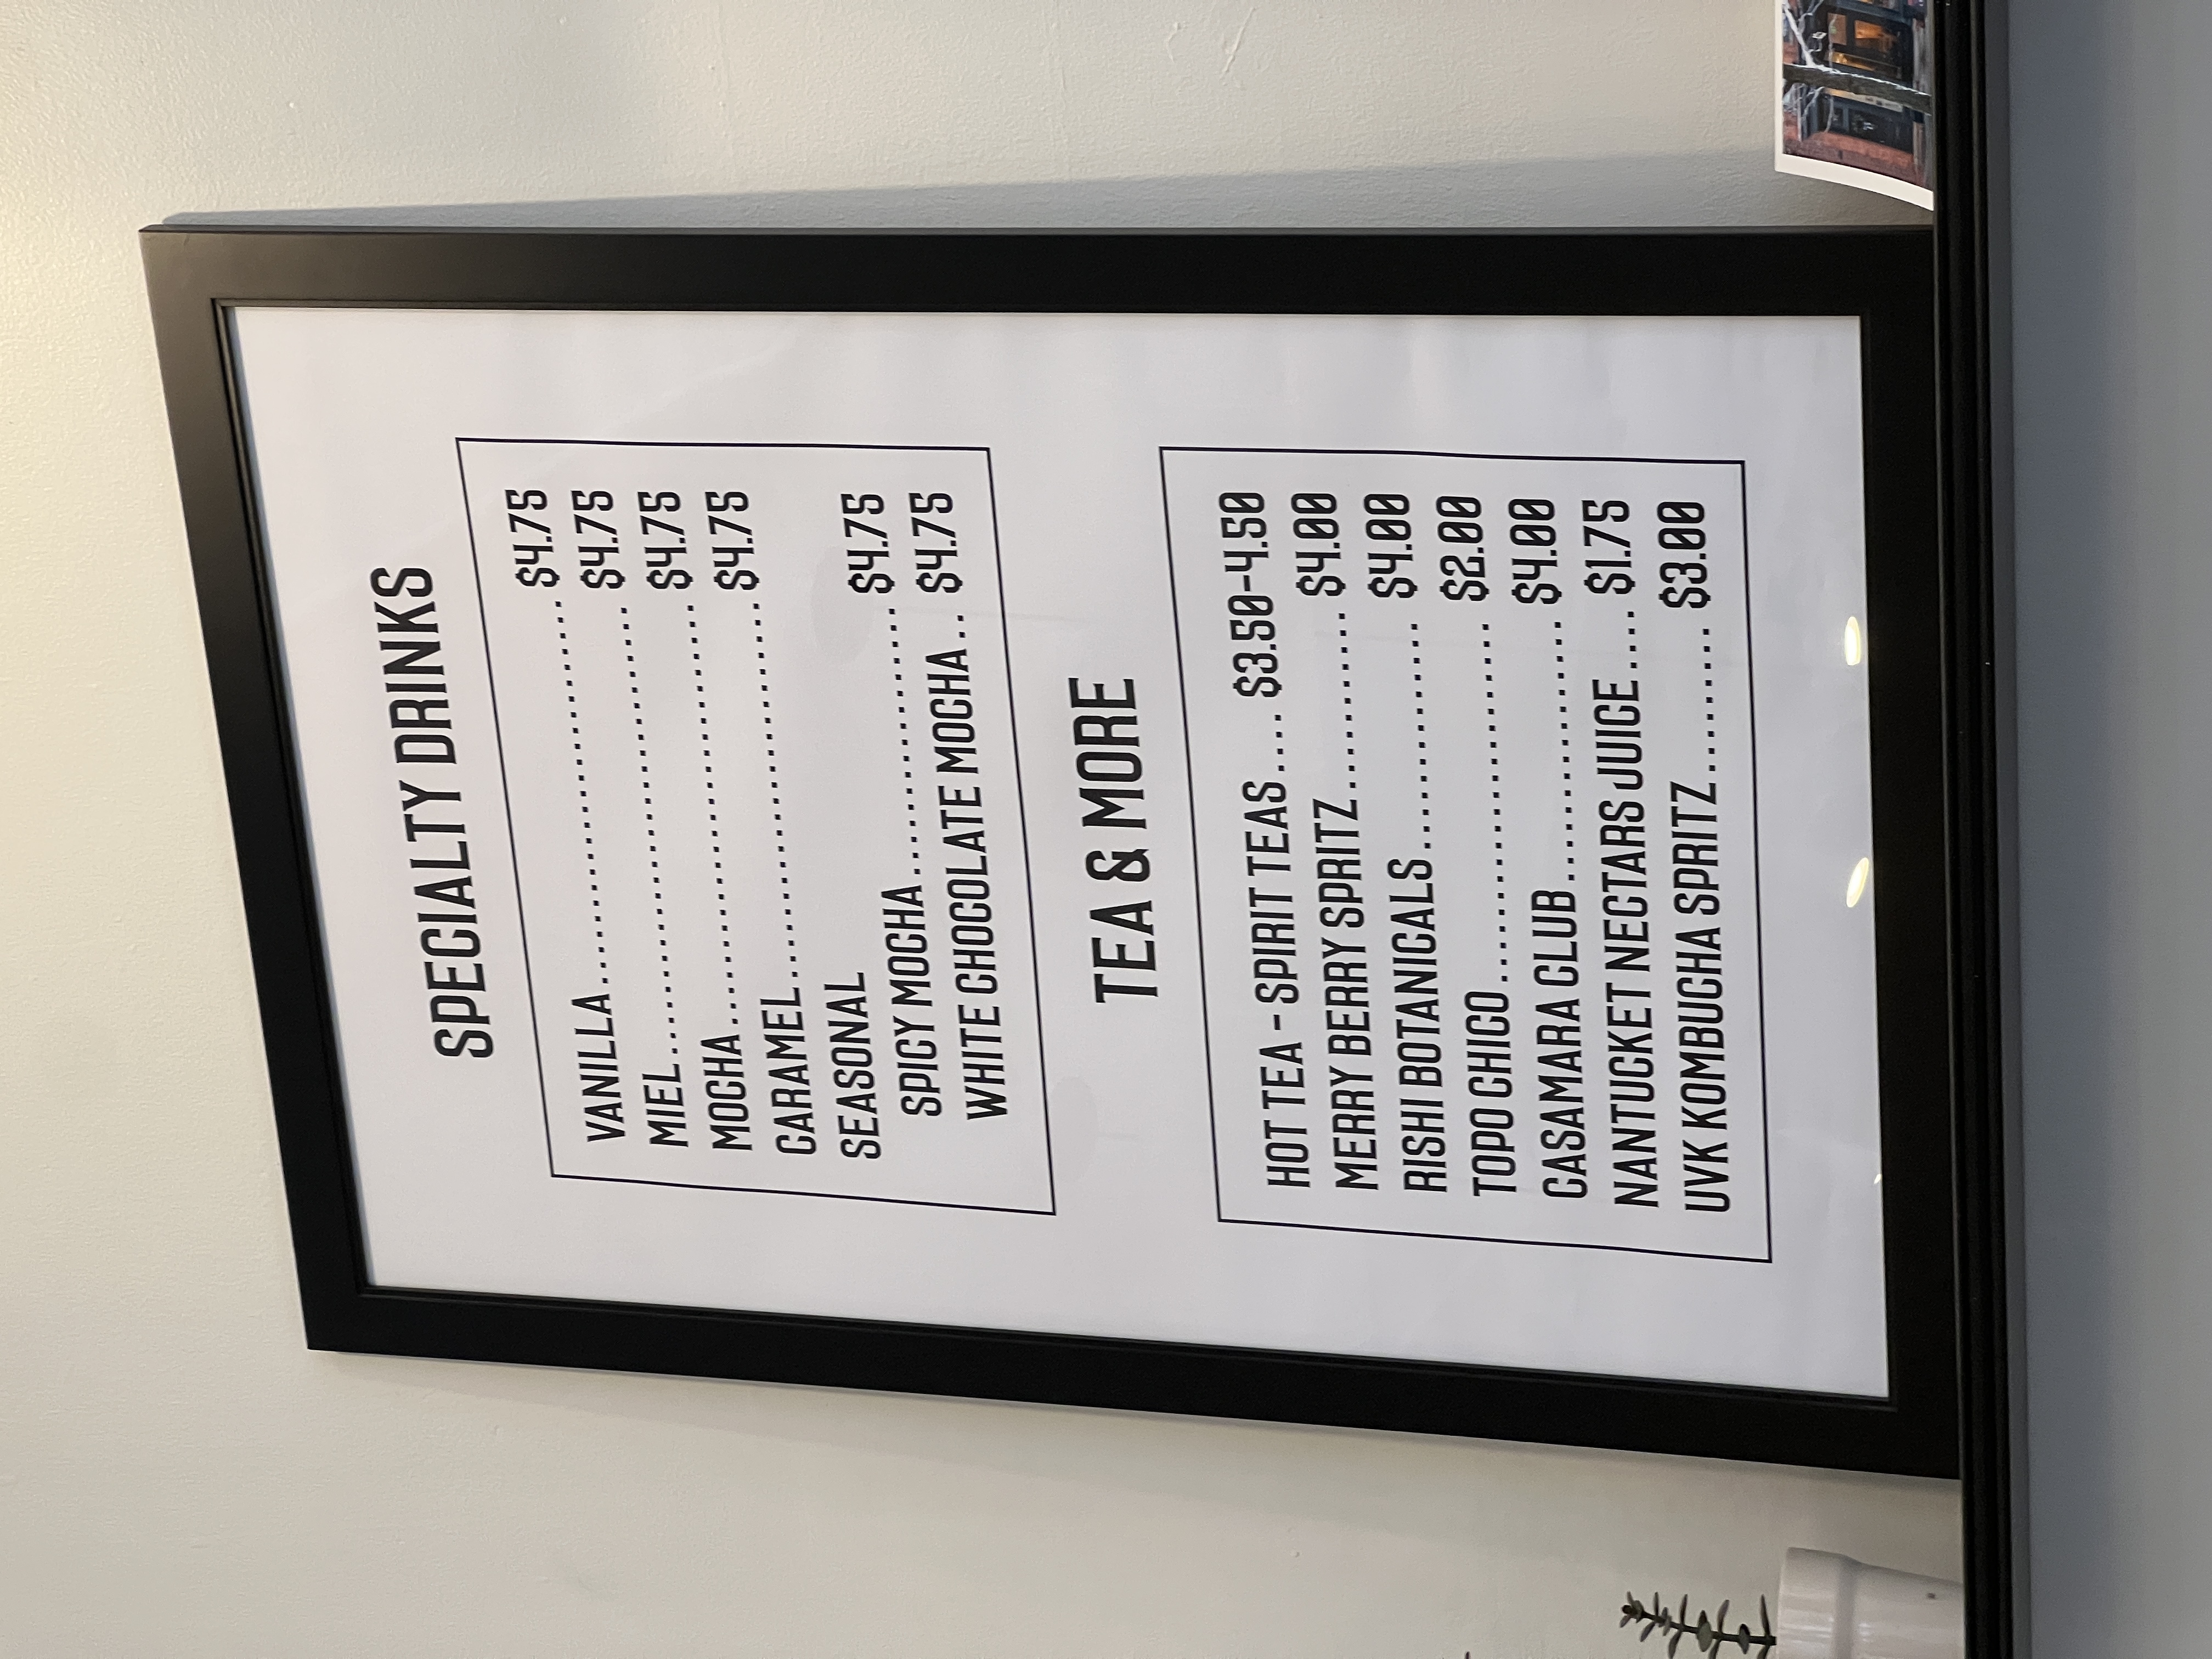 SPECIALTY DRINKS
VANILLA........................ $4.75
MIEL............................ $4.75
MOCHA.......................... $4.75
CARAMEL........................ $4.75
SEASONAL
SPICY MOCHA................. $4.75
WHITE CHOCOLATE MOCHA.. $4.75
TEA & MORE
HOT TEA - SPIRIT TEAS.... $3.50-4.50
MERRY BERRY SPRITZ........... $4.00
RISHI BOTANICALS.............. $4.00
TOPO CHICO...................... $2.00
CASAMARA CLUB................ $4.00
NANTUCKET NECTARS JUICE.... $1.75
UVK KOMBUCHA SPRITZ......... $3.00